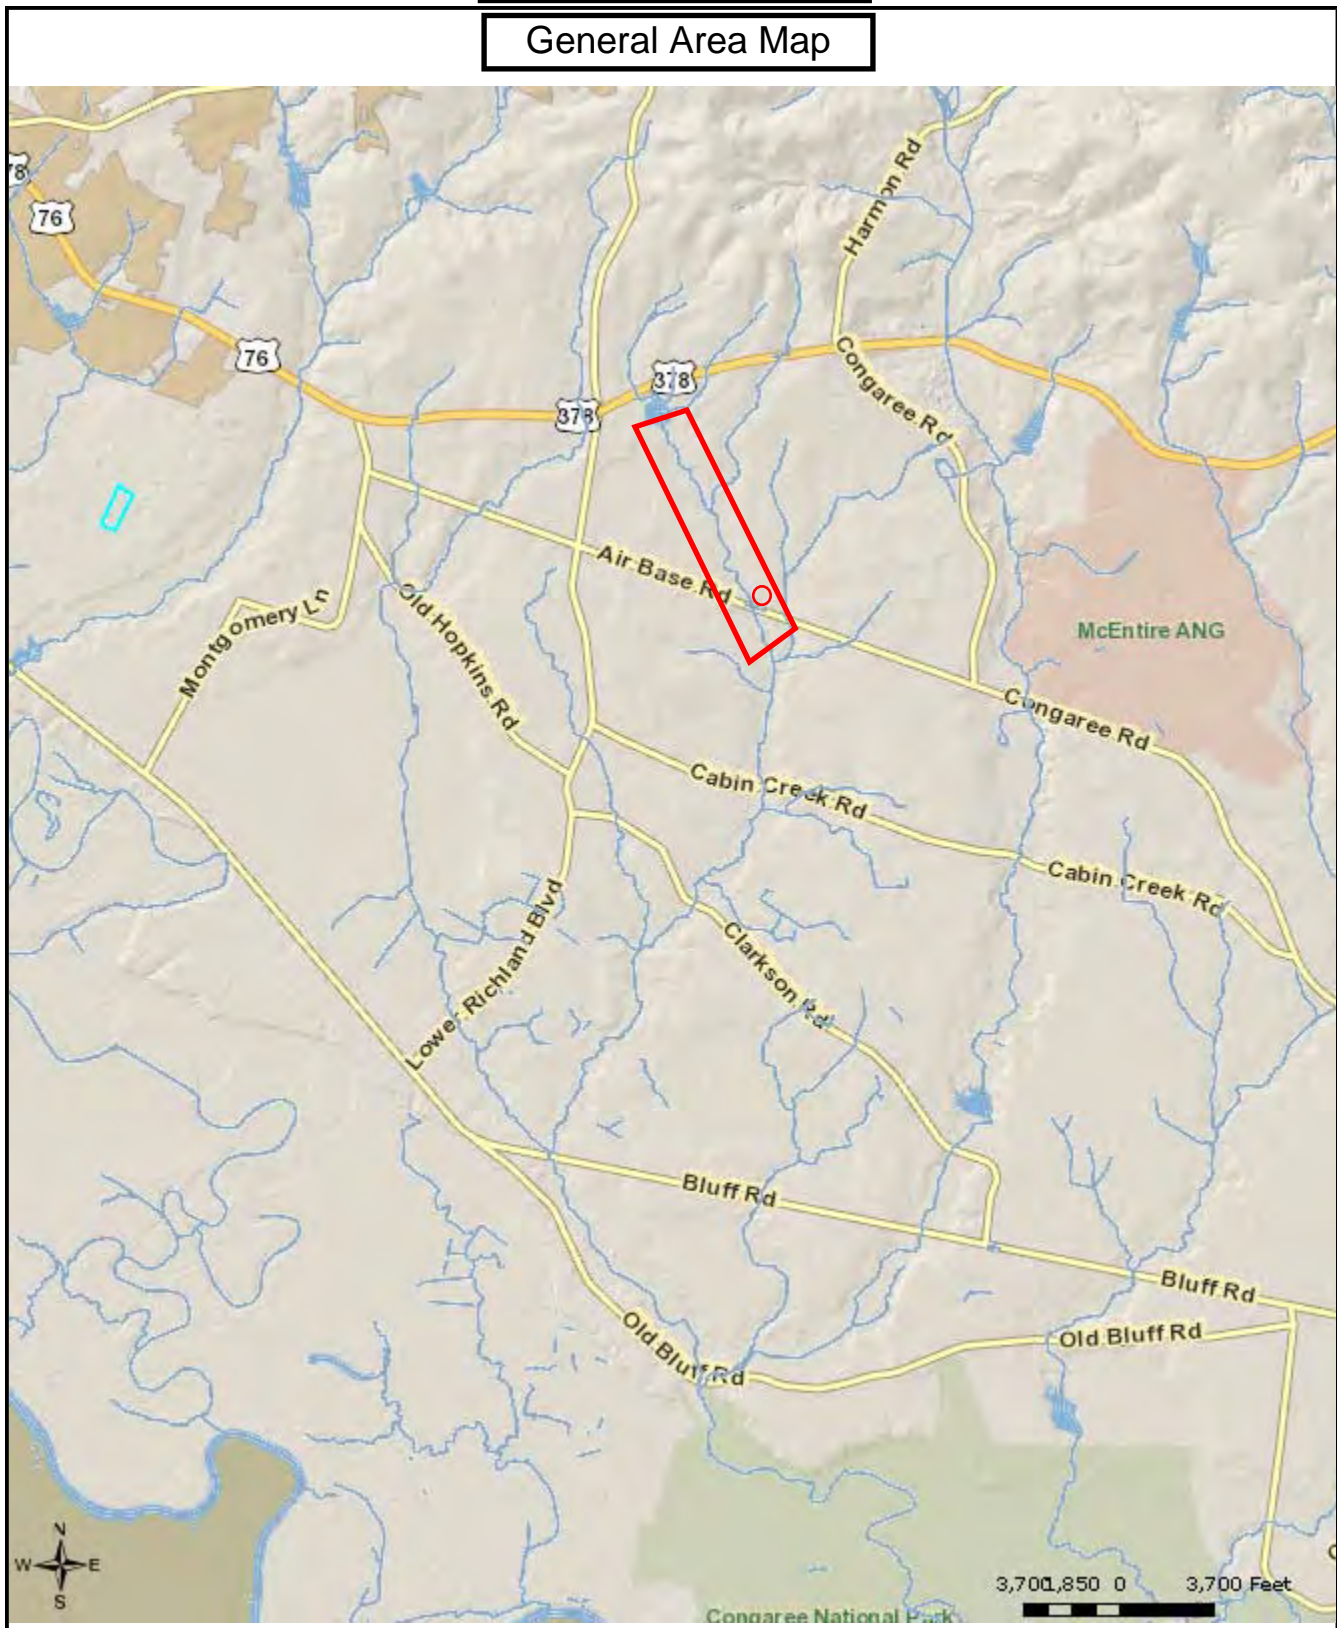 General Area Map
Harmon Rd
76
76
378
378
Congaree Rd
Air Base Rd
McEntire ANG
Montgomery Ln
Old Hopkins Rd
Congaree Rd
Cabin Creek Rd
Cabin Creek Rd
Lower Richland Blvd
Clarkson Rd
Bluff Rd
Bluff Rd
Old Bluff Rd
Old Bluff Rd
N
W E
S
3,700 1,850 0 3,700 Feet
Congaree National Park